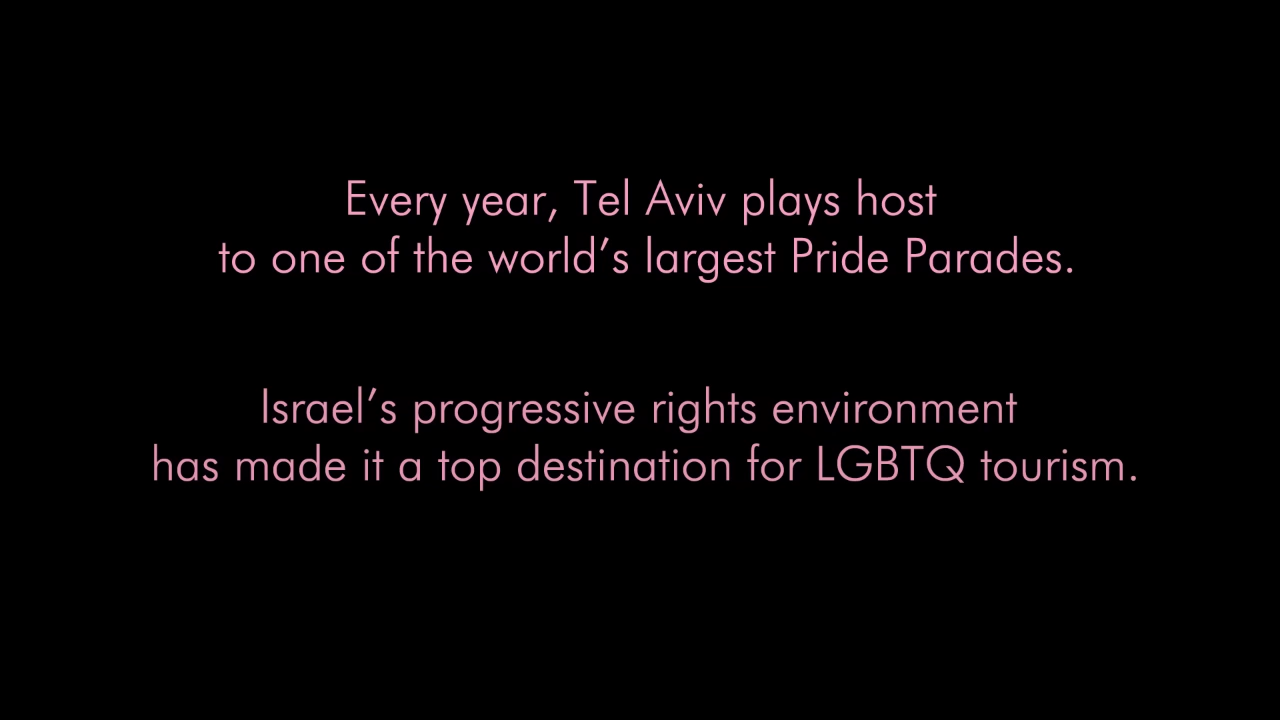 Every year, Tel Aviv plays host
to one of the world’s largest Pride Parades.
Israel’s progressive rights environment
has made it a top destination for LGBTQ tourism.